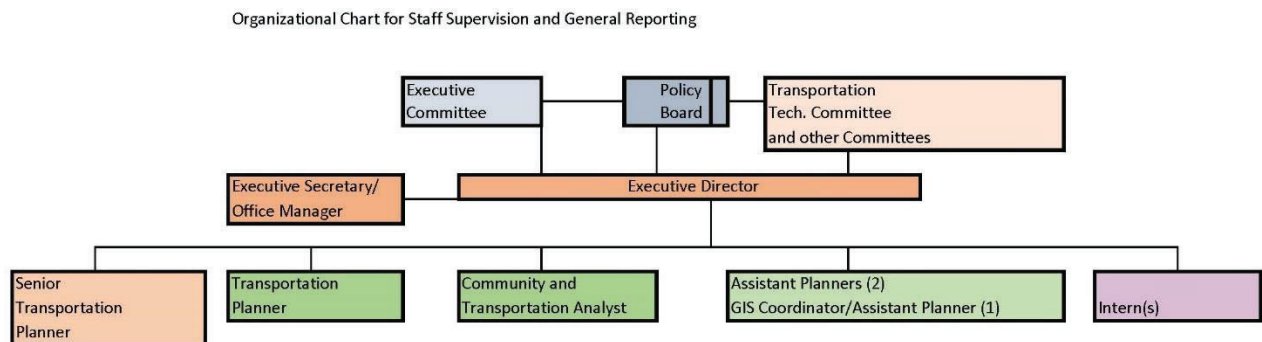 Organizational Chart for Staff Supervision and General Reporting
Executive
Committee
Policy
Board
Transportation
Tech. Committee
and other Committees
Executive Secretary/
Office Manager
Executive Director
Senior
Transportation
Planner
Transportation
Planner
Community and
Transportation Analyst
Assistant Planners (2)
GIS Coordinator/Assistant Planner (1)
Intern(s)